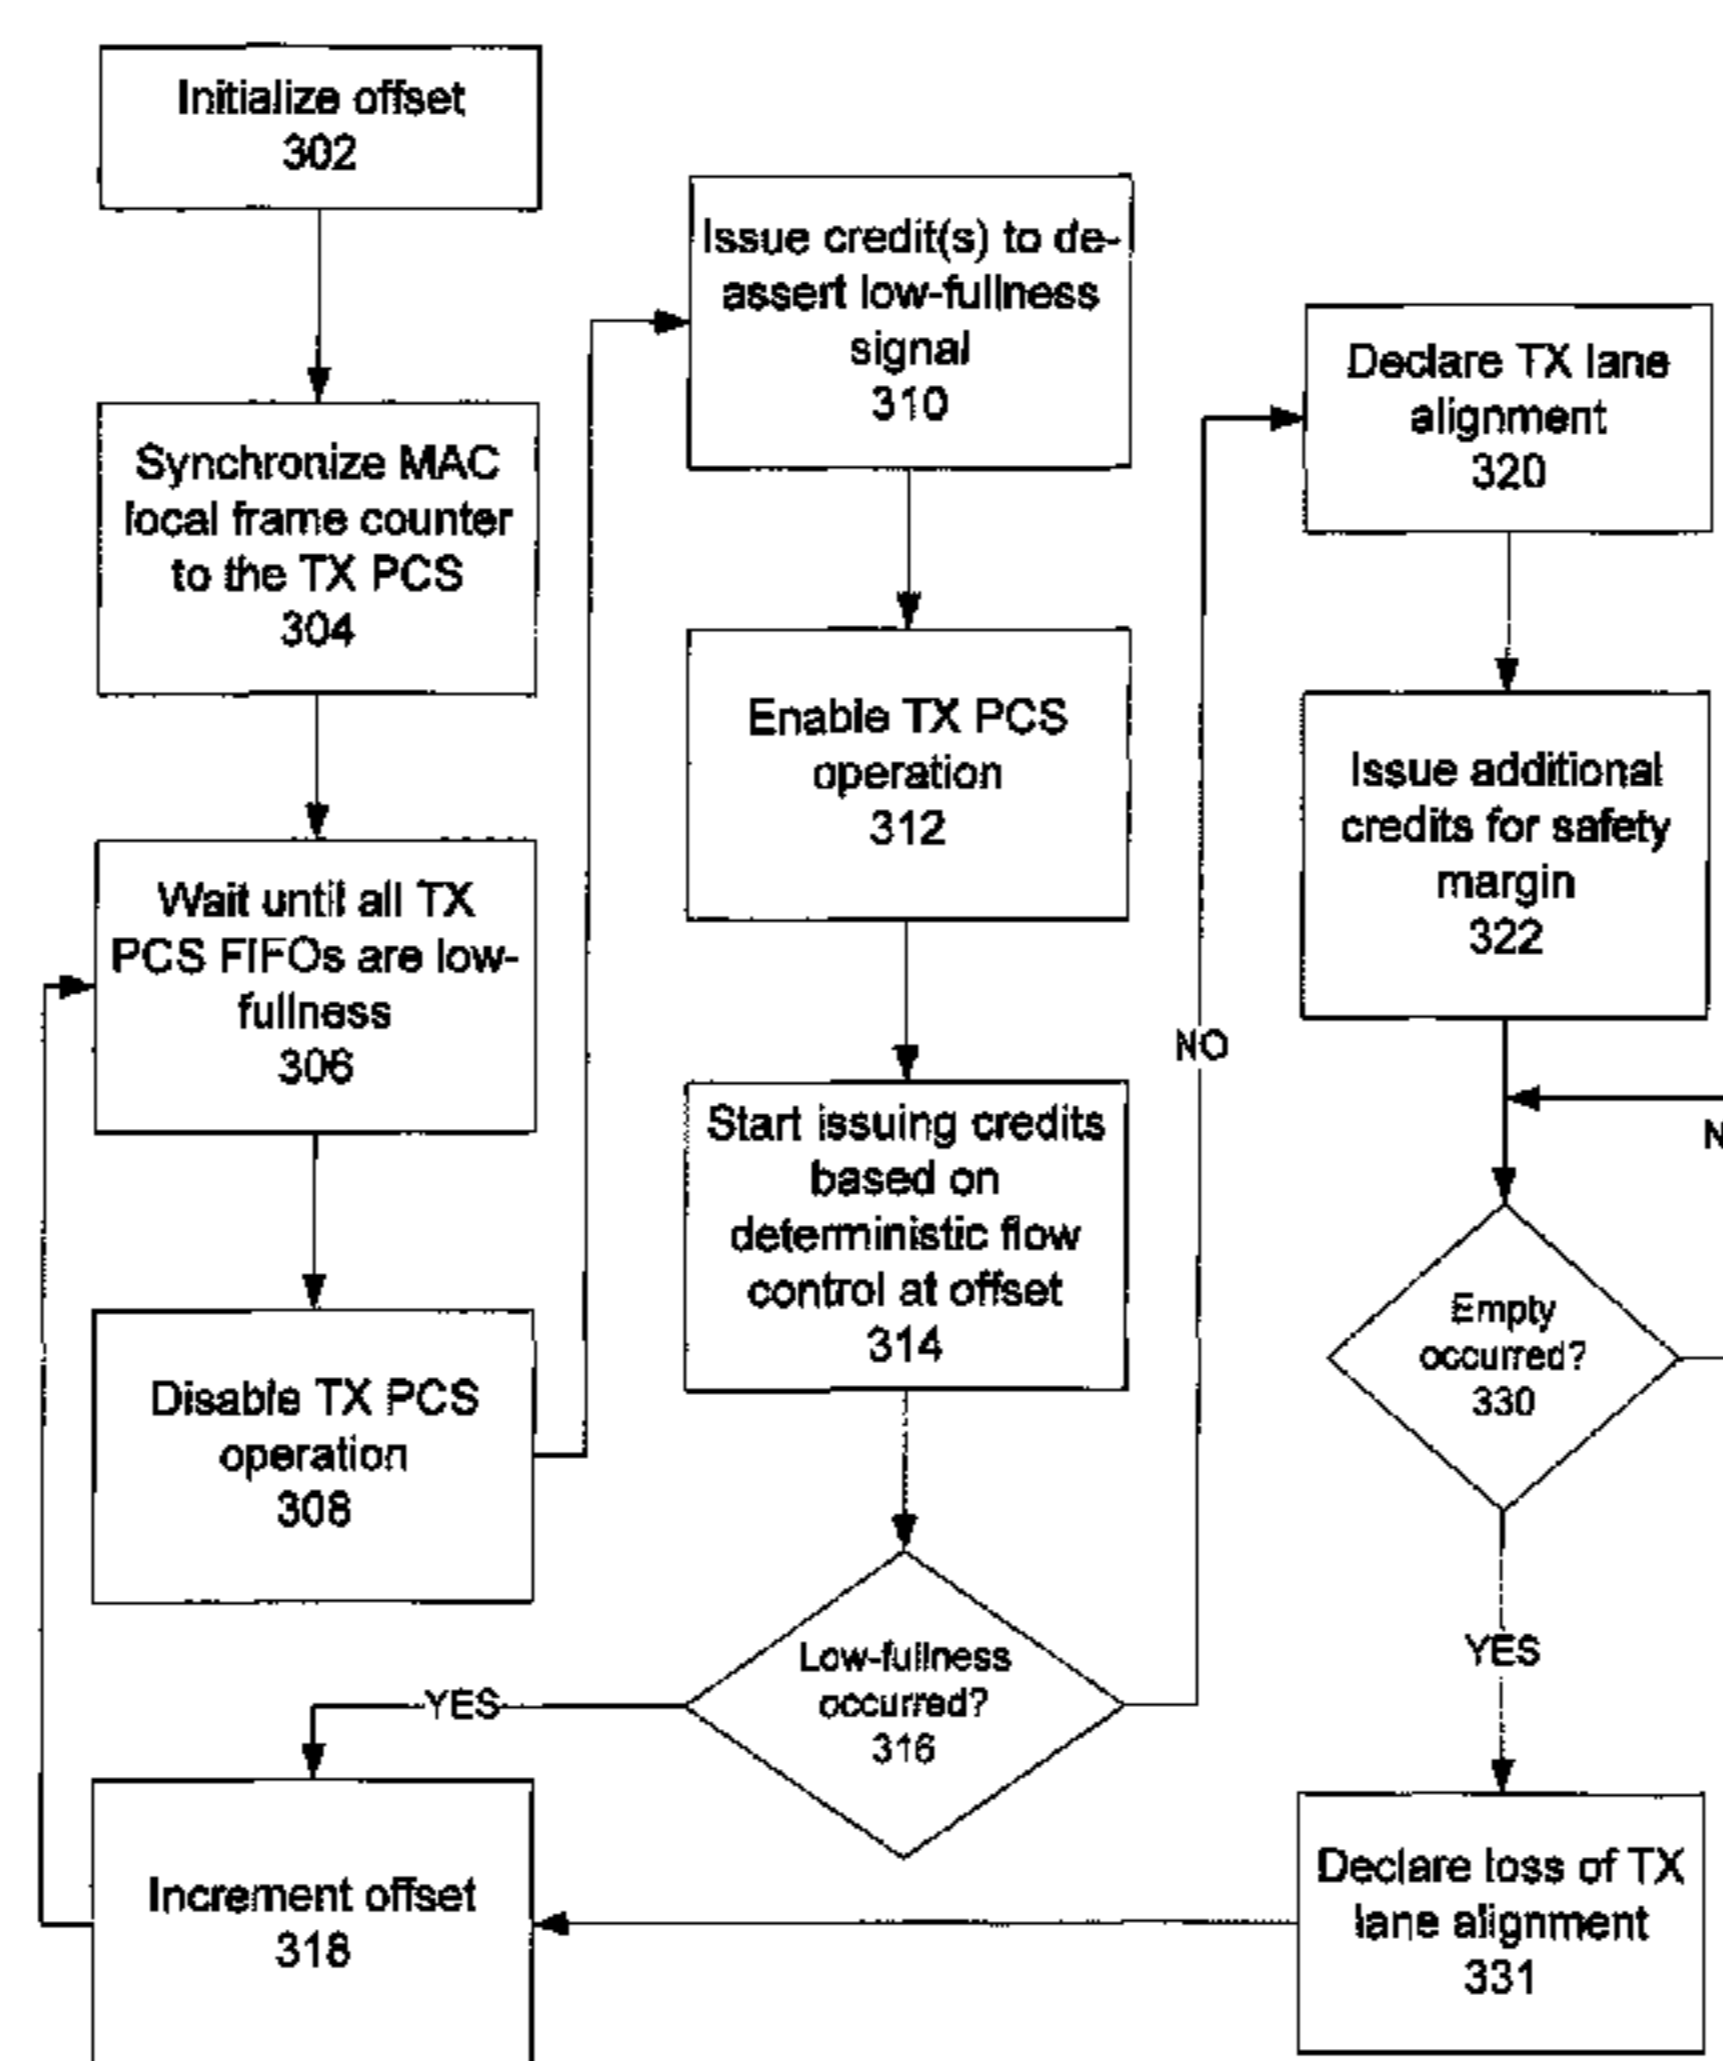 Initialize offset
302
Synchronize MAC
local frame counter
to the TX PCS
304
Wait until all TX
PCS FIFOs are low-
fullness
306
Disable TX PCS
operation
308
Increment offset
318
Issue credit(s) to de-
assert low-fullness
signal
310
Enable TX PCS
operation
312
Start issuing credits
based on
deterministic flow
control at offset
314
Low-fullness
occurred?
316
YES
NO
Declare TX lane
alignment
320
Issue additional
credits for safety
margin
322
Empty
occurred?
330
YES
Declare loss of TX
lane alignment
331